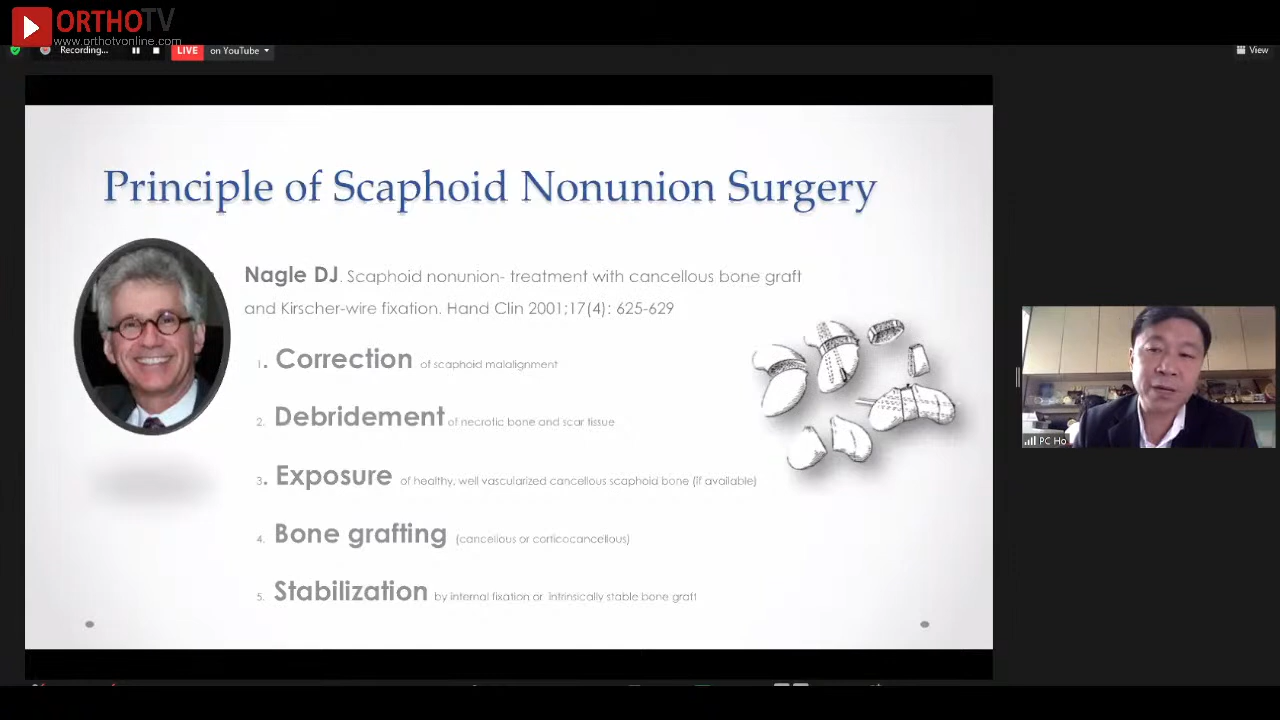 ORTHOTV
www.orthotvonline.com
Recording...
LIVE on YouTube
View
Principle of Scaphoid Nonunion Surgery
Nagle DJ. Scaphoid nonunion- treatment with cancellous bone graft
and Kirscher-wire fixation. Hand Clin 2001;17(4): 625-629
1. Correction of scaphoid malalignment
2. Debridement of necrotic bone and scar tissue
3. Exposure of healthy, well vascularized cancellous scaphoid bone (if available)
4. Bone grafting (cancellous or corticocancellous)
5. Stabilization by internal fixation or intrinsically stable bone graft
PC Ho